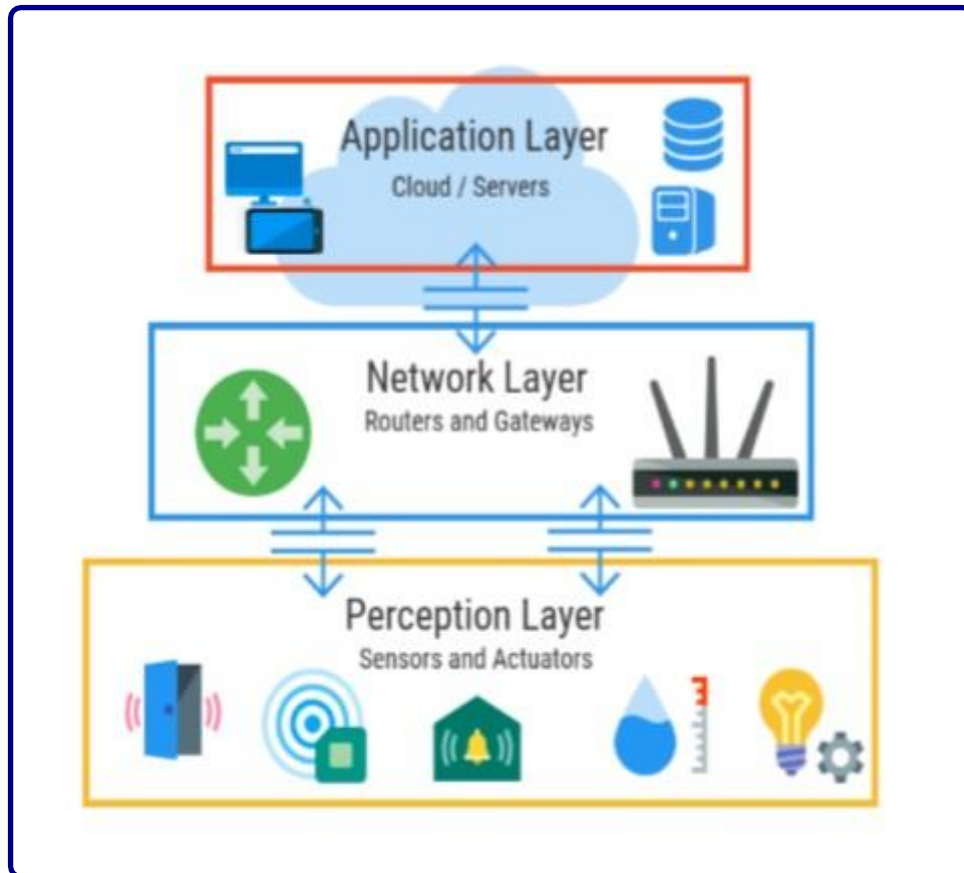 Application Layer
Cloud / Servers
Network Layer
Routers and Gateways
Perception Layer
Sensors and Actuators